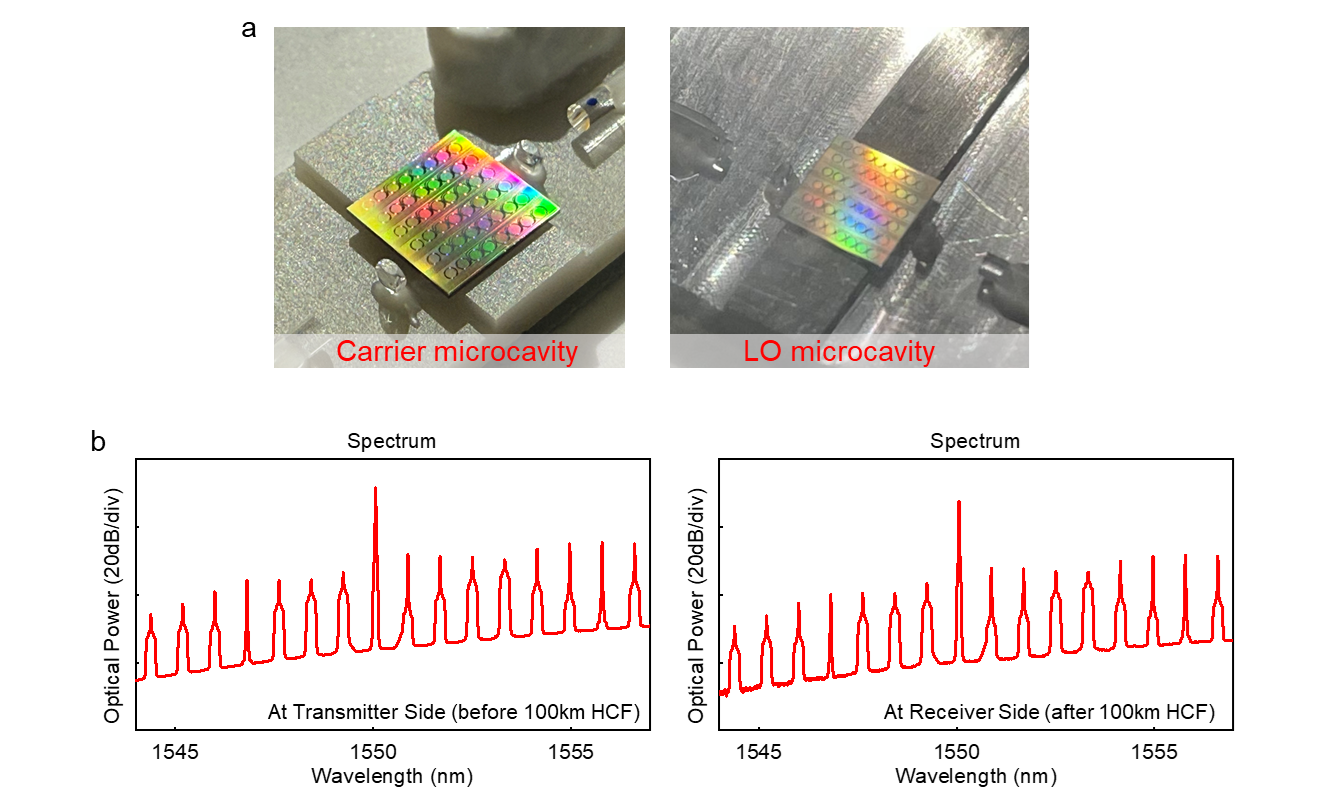 a
Carrier microcavity
LO microcavity
b
Spectrum
Optical Power (20dB/div)
At Transmitter Side (before 100km HCF)
1545
1550
1555
Wavelength (nm)
Spectrum
Optical Power (20dB/div)
At Receiver Side (after 100km HCF)
1545
1550
1555
Wavelength (nm)